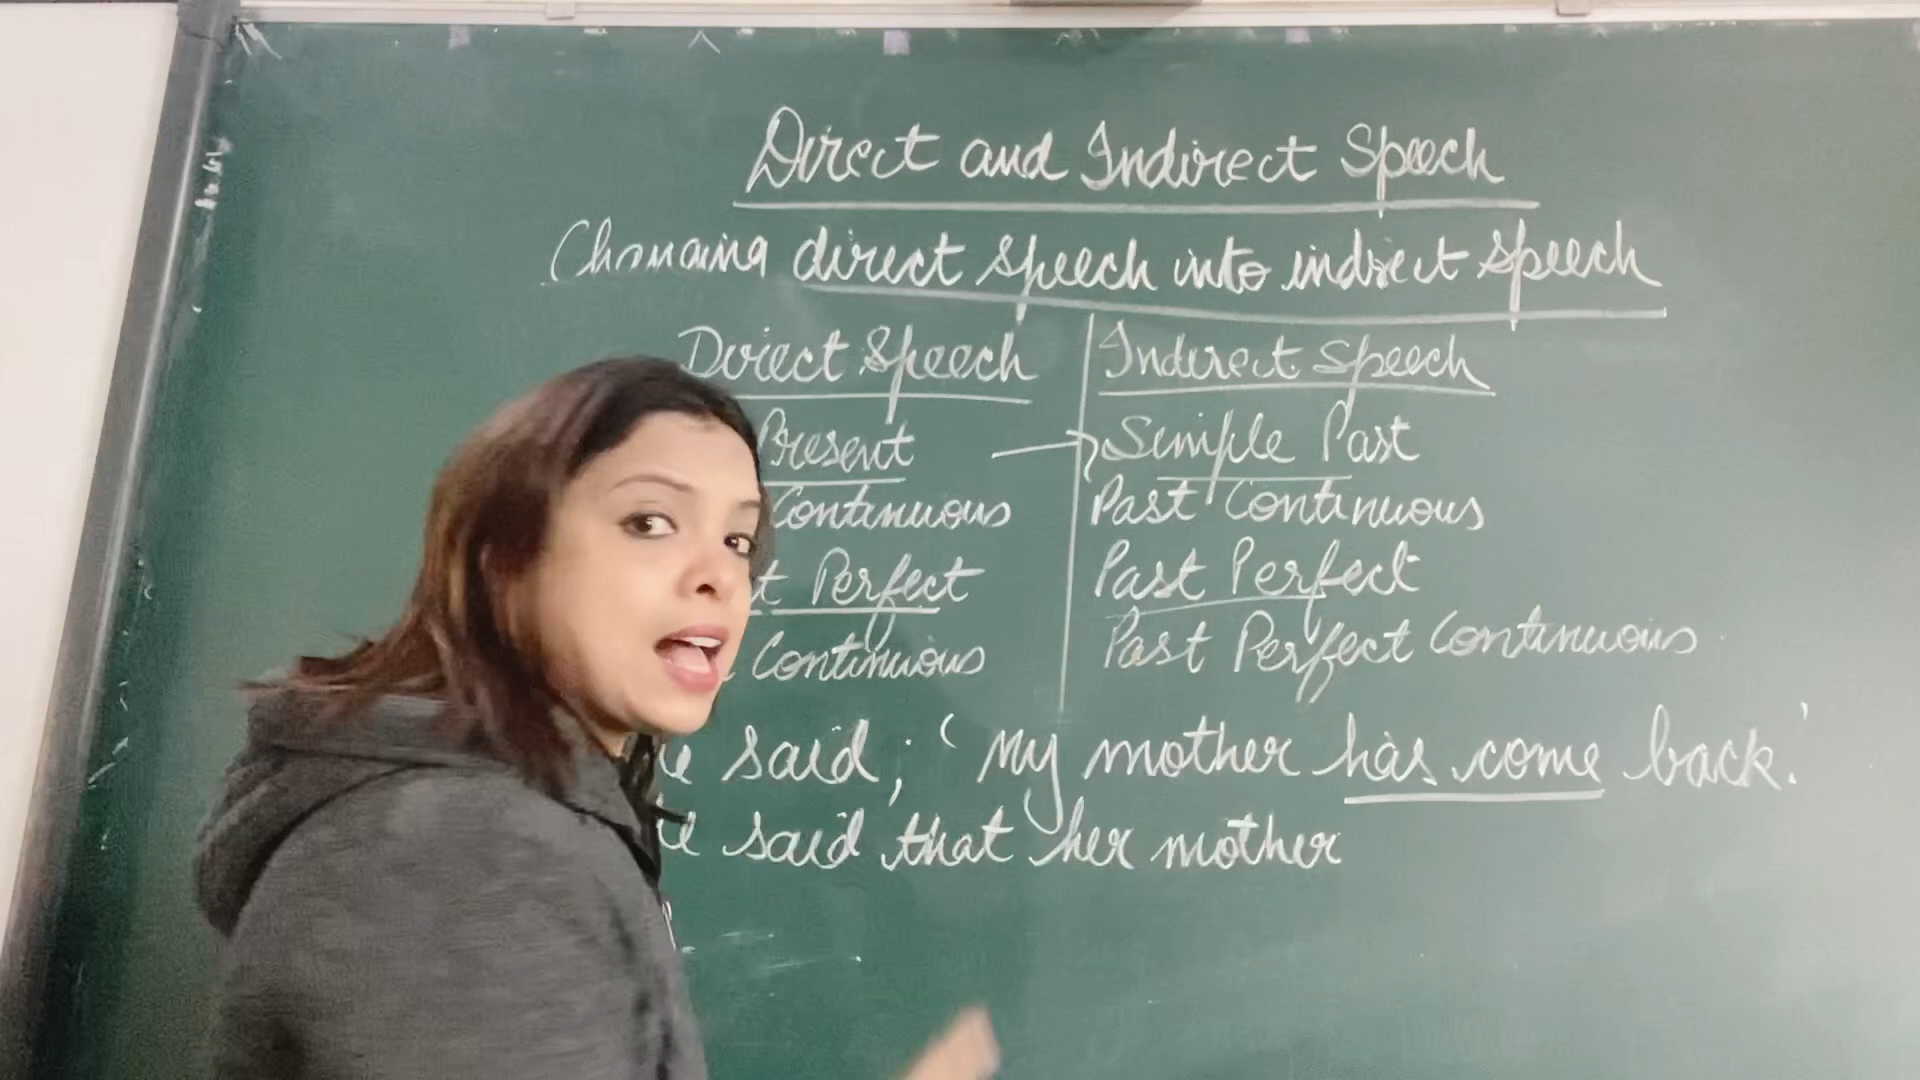 Direct and Indirect Speech
Changing direct speech into indirect speech
Direct Speech Indirect Speech
Present → Simple Past
Continuous Past Continuous
t Perfect Past Perfect
Continuous Past Perfect Continuous
said; 'My mother has come back.'
said that her mother